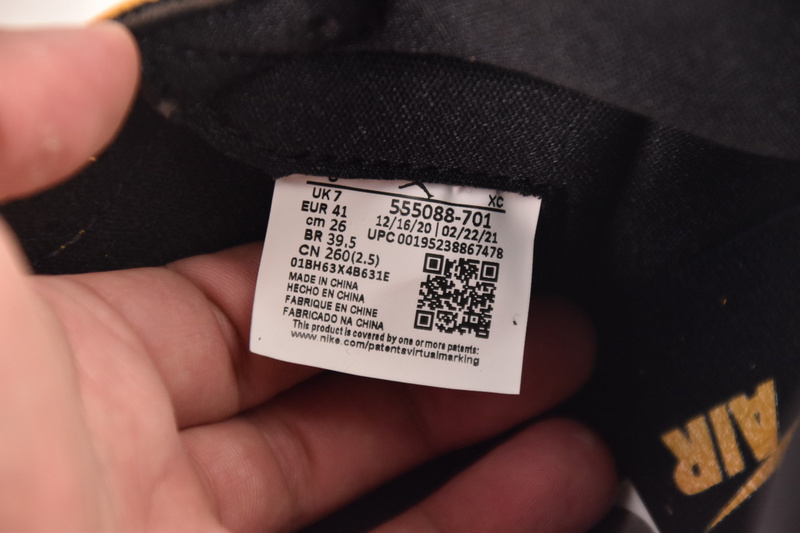 XC
UK 7
EUR 41
cm 26
BR 39.5
CN 260(2.5)
01BH63X4B631E
555088-701
12/16/20 | 02/22/21
UPC 00195238867478
MADE IN CHINA
HECHO EN CHINA
FABRIQUE EN CHINE
FABRICADO NA CHINA
This product is covered by one or more patents:
www.nike.com/patentsvirtualmarking
AIR